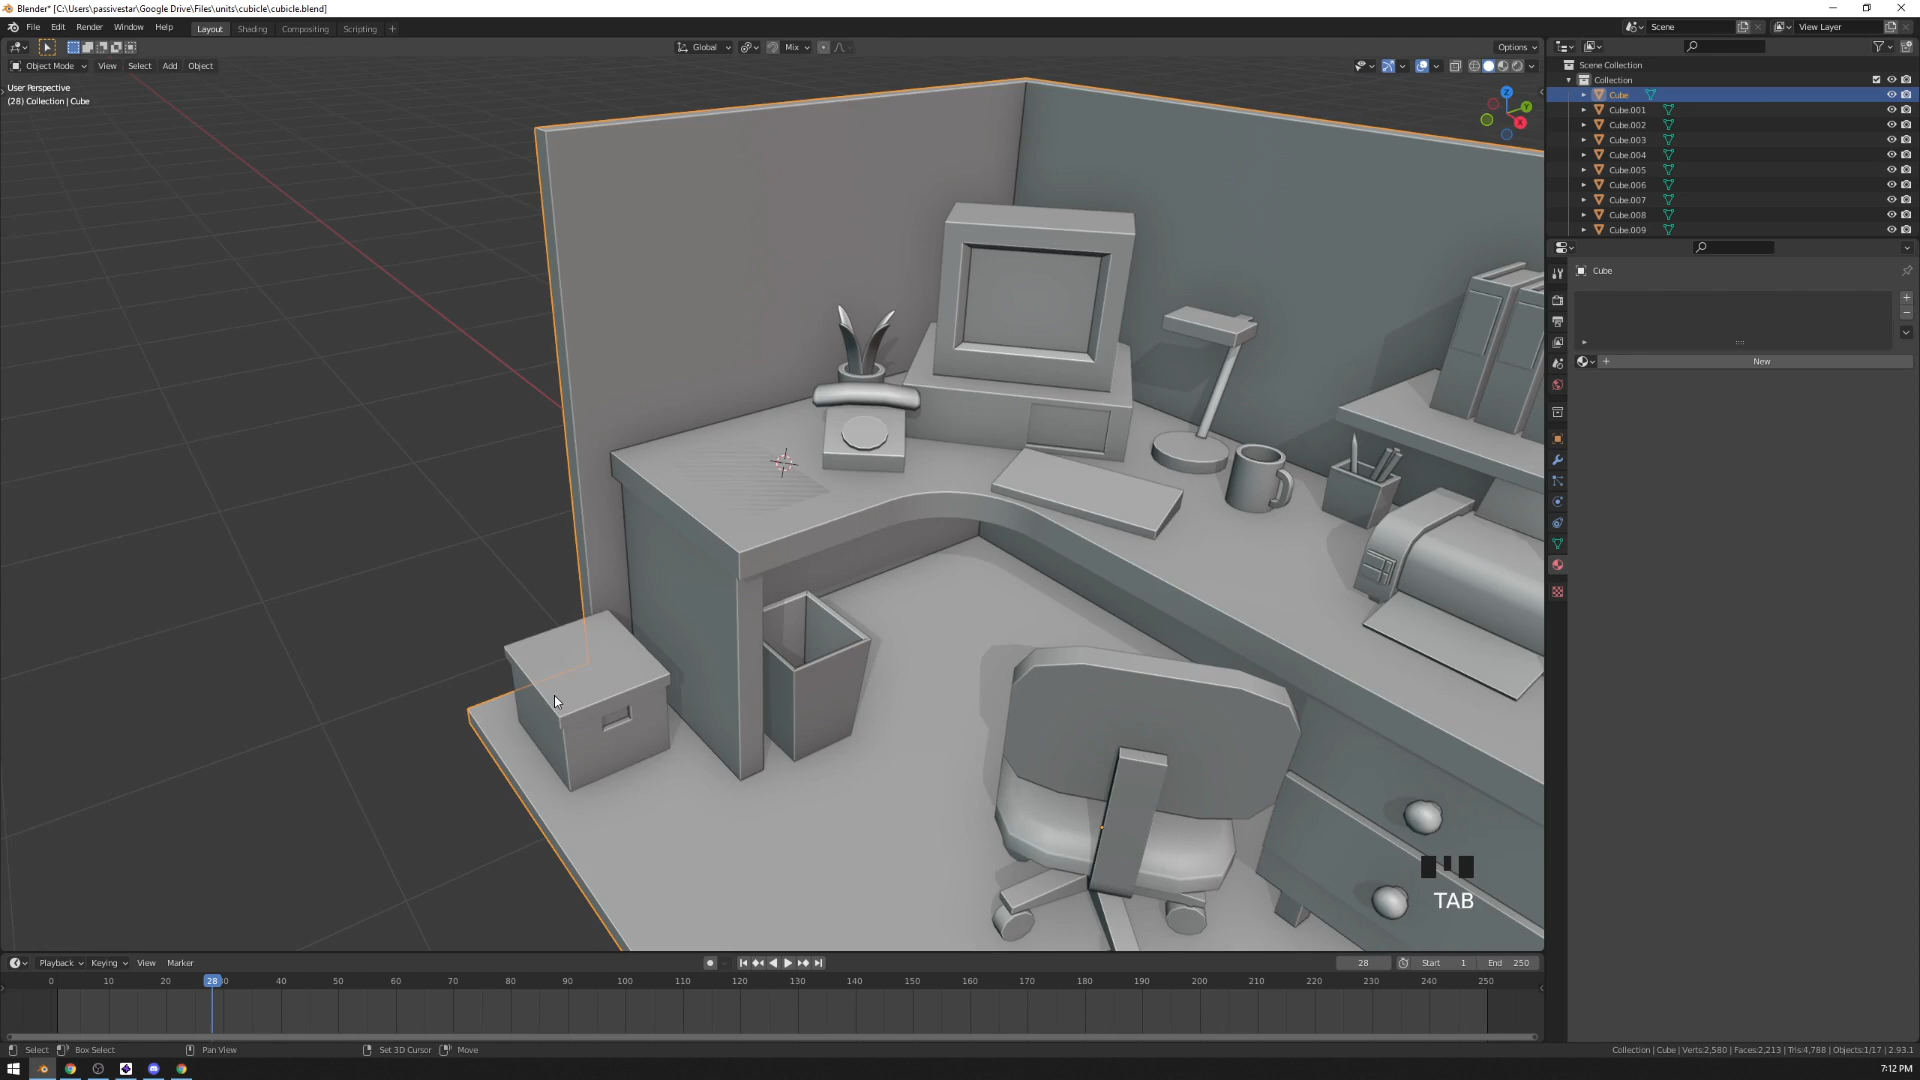 Blender* [C:\Users\passivestar\Google Drive\Files\units\cubicle\cubicle.blend]
File Edit Render Window Help Layout Shading Compositing Scripting + Scene View Layer
Global Mix Options
Object Mode View Select Add Object
User Perspective
(28) Collection | Cube
Z
Y
X
Scene Collection
Collection
Cube
Cube.001
Cube.002
Cube.003
Cube.004
Cube.005
Cube.006
Cube.007
Cube.008
Cube.009
Cube
New
TAB
Playback Keying View Marker 28 Start 1 End 250
0 10 20 28 30 40 50 60 70 80 90 100 110 120 130 140 150 160 170 180 190 200 210 220 230 240 250
Select Box Select Pan View Set 3D Cursor Move Collection | Cube | Verts:2,580 | Faces:2,213 | Tris:4,788 | Objects:1/17 | 2.93.1
7:12 PM